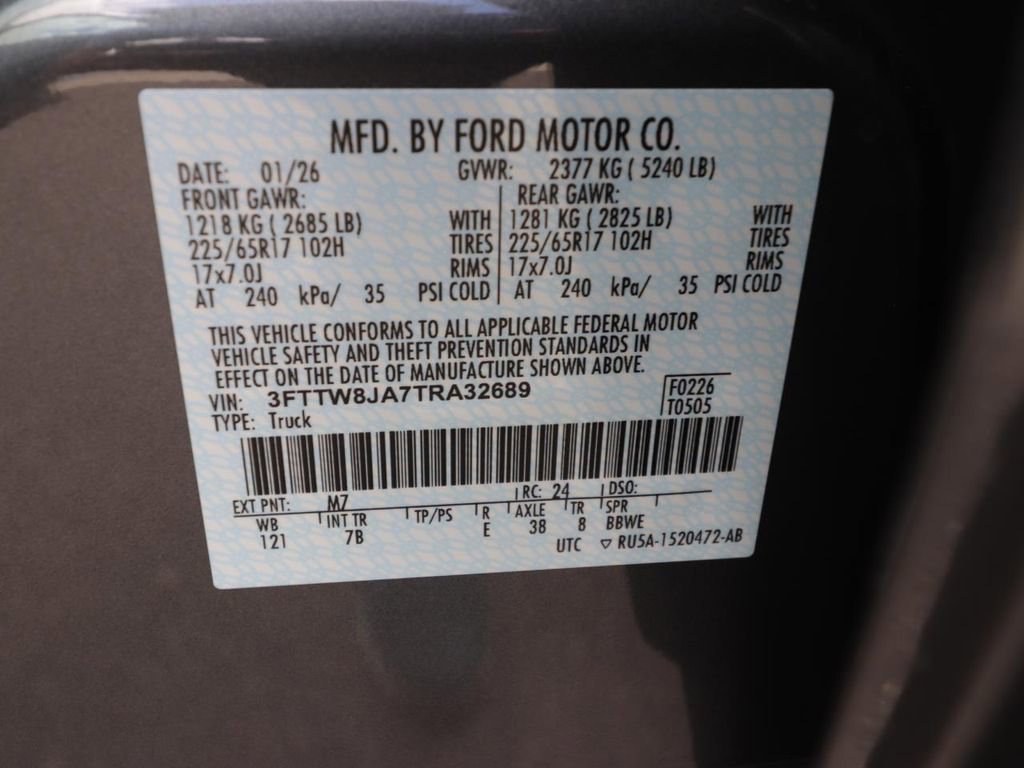 MFD. BY FORD MOTOR CO.
DATE: 01/26 GVWR: 2377 KG ( 5240 LB)
FRONT GAWR: REAR GAWR:
1218 KG ( 2685 LB) WITH 1281 KG ( 2825 LB) WITH
225/65R17 102H TIRES 225/65R17 102H TIRES
17x7.0J RIMS 17x7.0J RIMS
AT 240 kPa/ 35 PSI COLD AT 240 kPa/ 35 PSI COLD
THIS VEHICLE CONFORMS TO ALL APPLICABLE FEDERAL MOTOR
VEHICLE SAFETY AND THEFT PREVENTION STANDARDS IN
EFFECT ON THE DATE OF MANUFACTURE SHOWN ABOVE.
VIN: 3FTTW8JA7TRA32689 F0226
TYPE: Truck T0505
EXT PNT: M7 RC: 24 DSO:
WB INT TR TP/PS R AXLE TR SPR
121 7B E 38 8 BBWE
UTC ▽ RU5A-1520472-AB